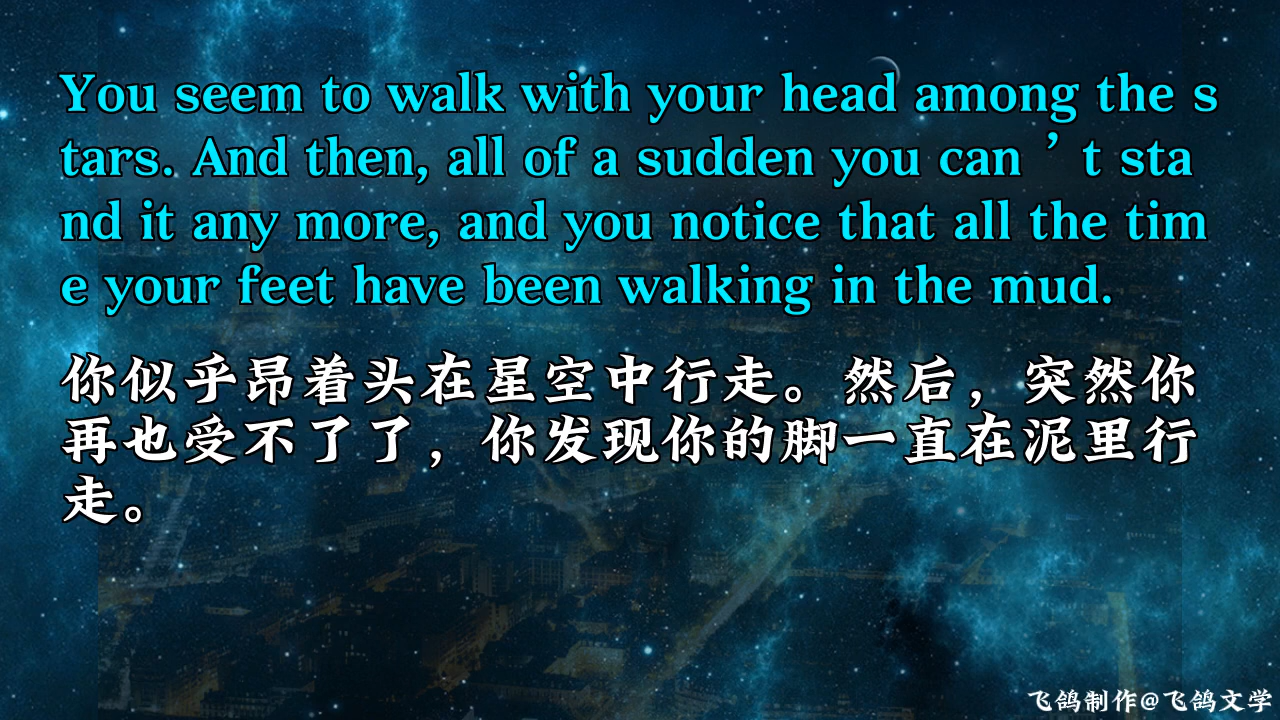 You seem to walk with your head among the s
tars. And then, all of a sudden you can ’ t sta
nd it any more, and you notice that all the tim
e your feet have been walking in the mud.
你似乎昂着头在星空中行走。然后，突然你
再也受不了了，你发现你的脚一直在泥里行
走。
飞鸽制作@飞鸽文学